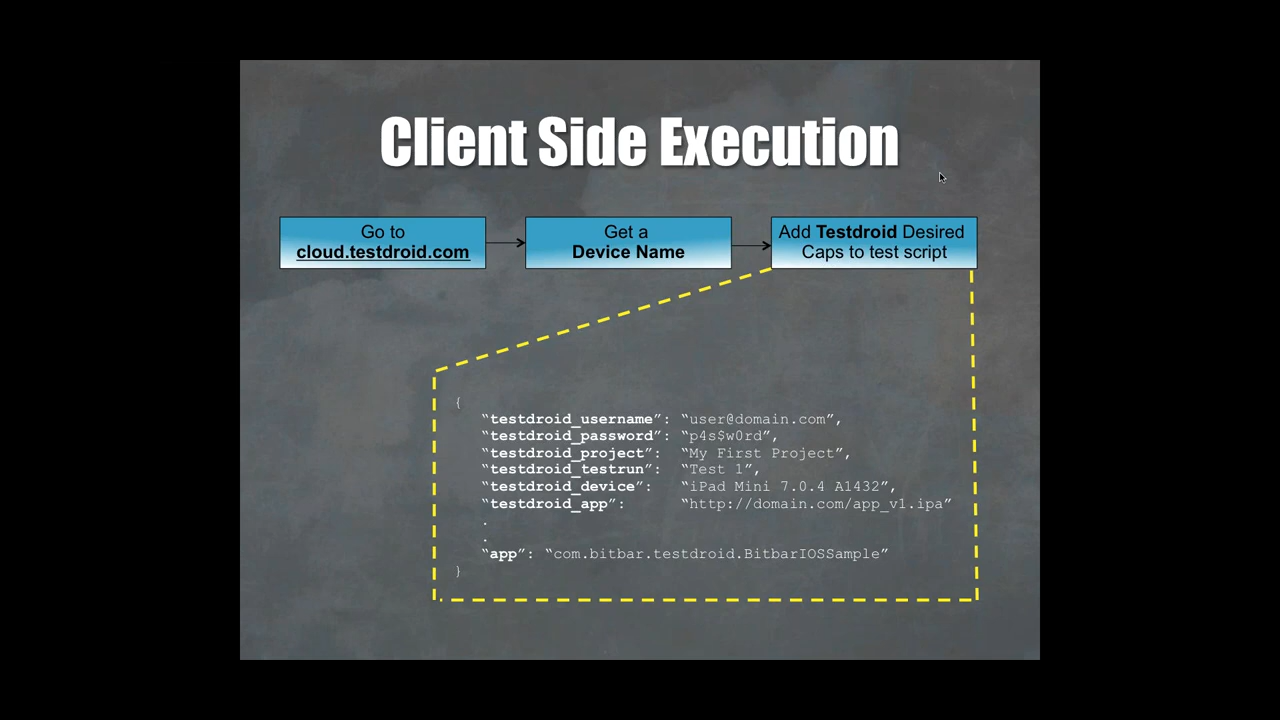 Client Side Execution
Go to
cloud.testdroid.com
Get a
Device Name
Add Testdroid Desired
Caps to test script
{
“testdroid_username”: “user@domain.com”,
“testdroid_password”: “p4s$w0rd”,
“testdroid_project”: “My First Project”,
“testdroid_testrun”: “Test 1”,
“testdroid_device”: “iPad Mini 7.0.4 A1432”,
“testdroid_app”: “http://domain.com/app_v1.ipa”
.
.
“app”: “com.bitbar.testdroid.BitbarIOSSample”
}